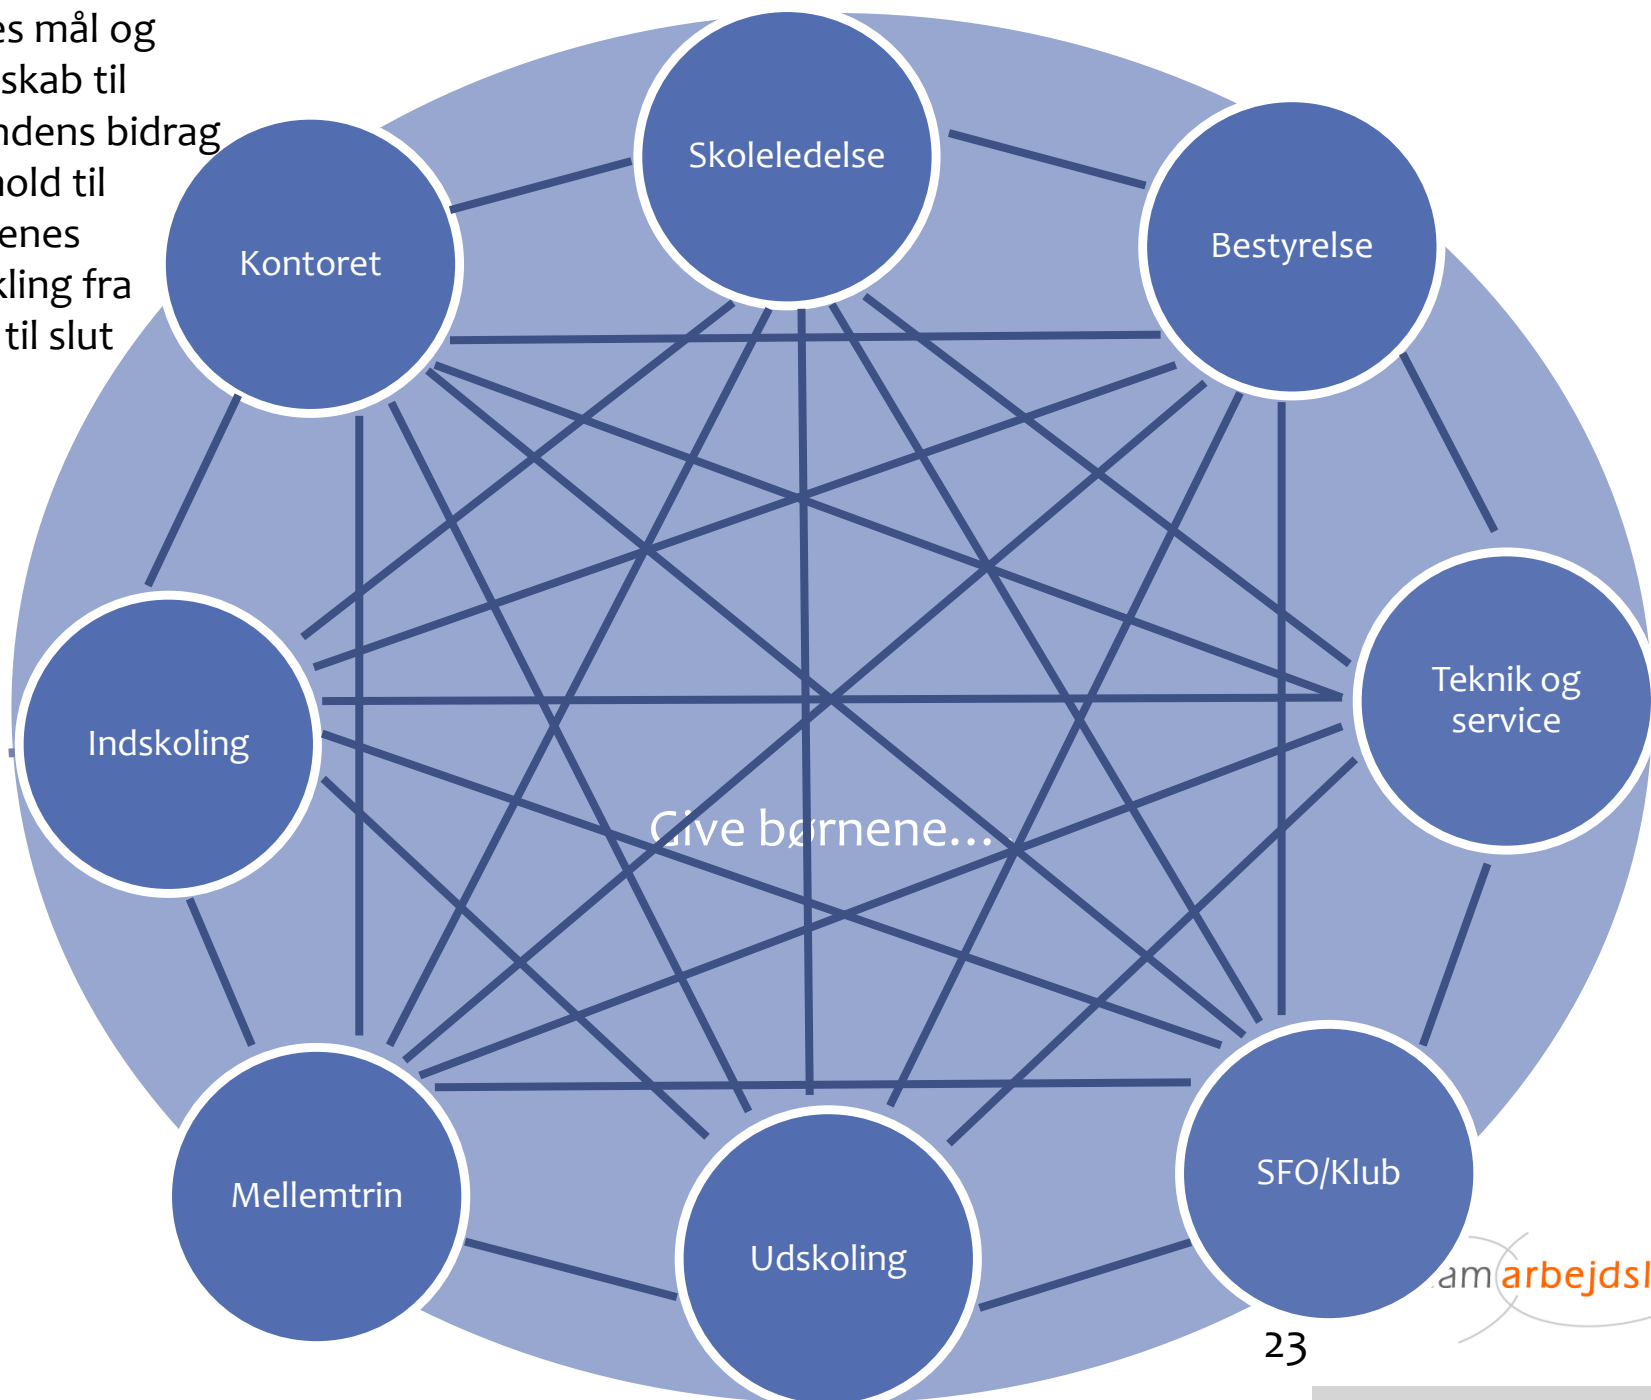 es mål og
skab til
ndens bidrag
hold til
enes
kling fra
til slut
Skoleledelse
Bestyrelse
Kontoret
Teknik og
service
Indskoling
Give børnene....
SFO/Klub
Mellemtrin
Udskoling
am arbejdsl
23